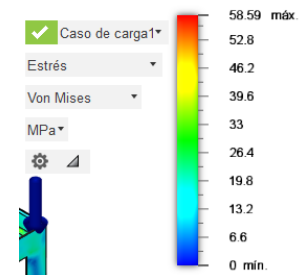 Caso de carga1
Estrés
Von Mises
MPa
58.59 máx.
52.8
46.2
39.6
33
26.4
19.8
13.2
6.6
0 mín.